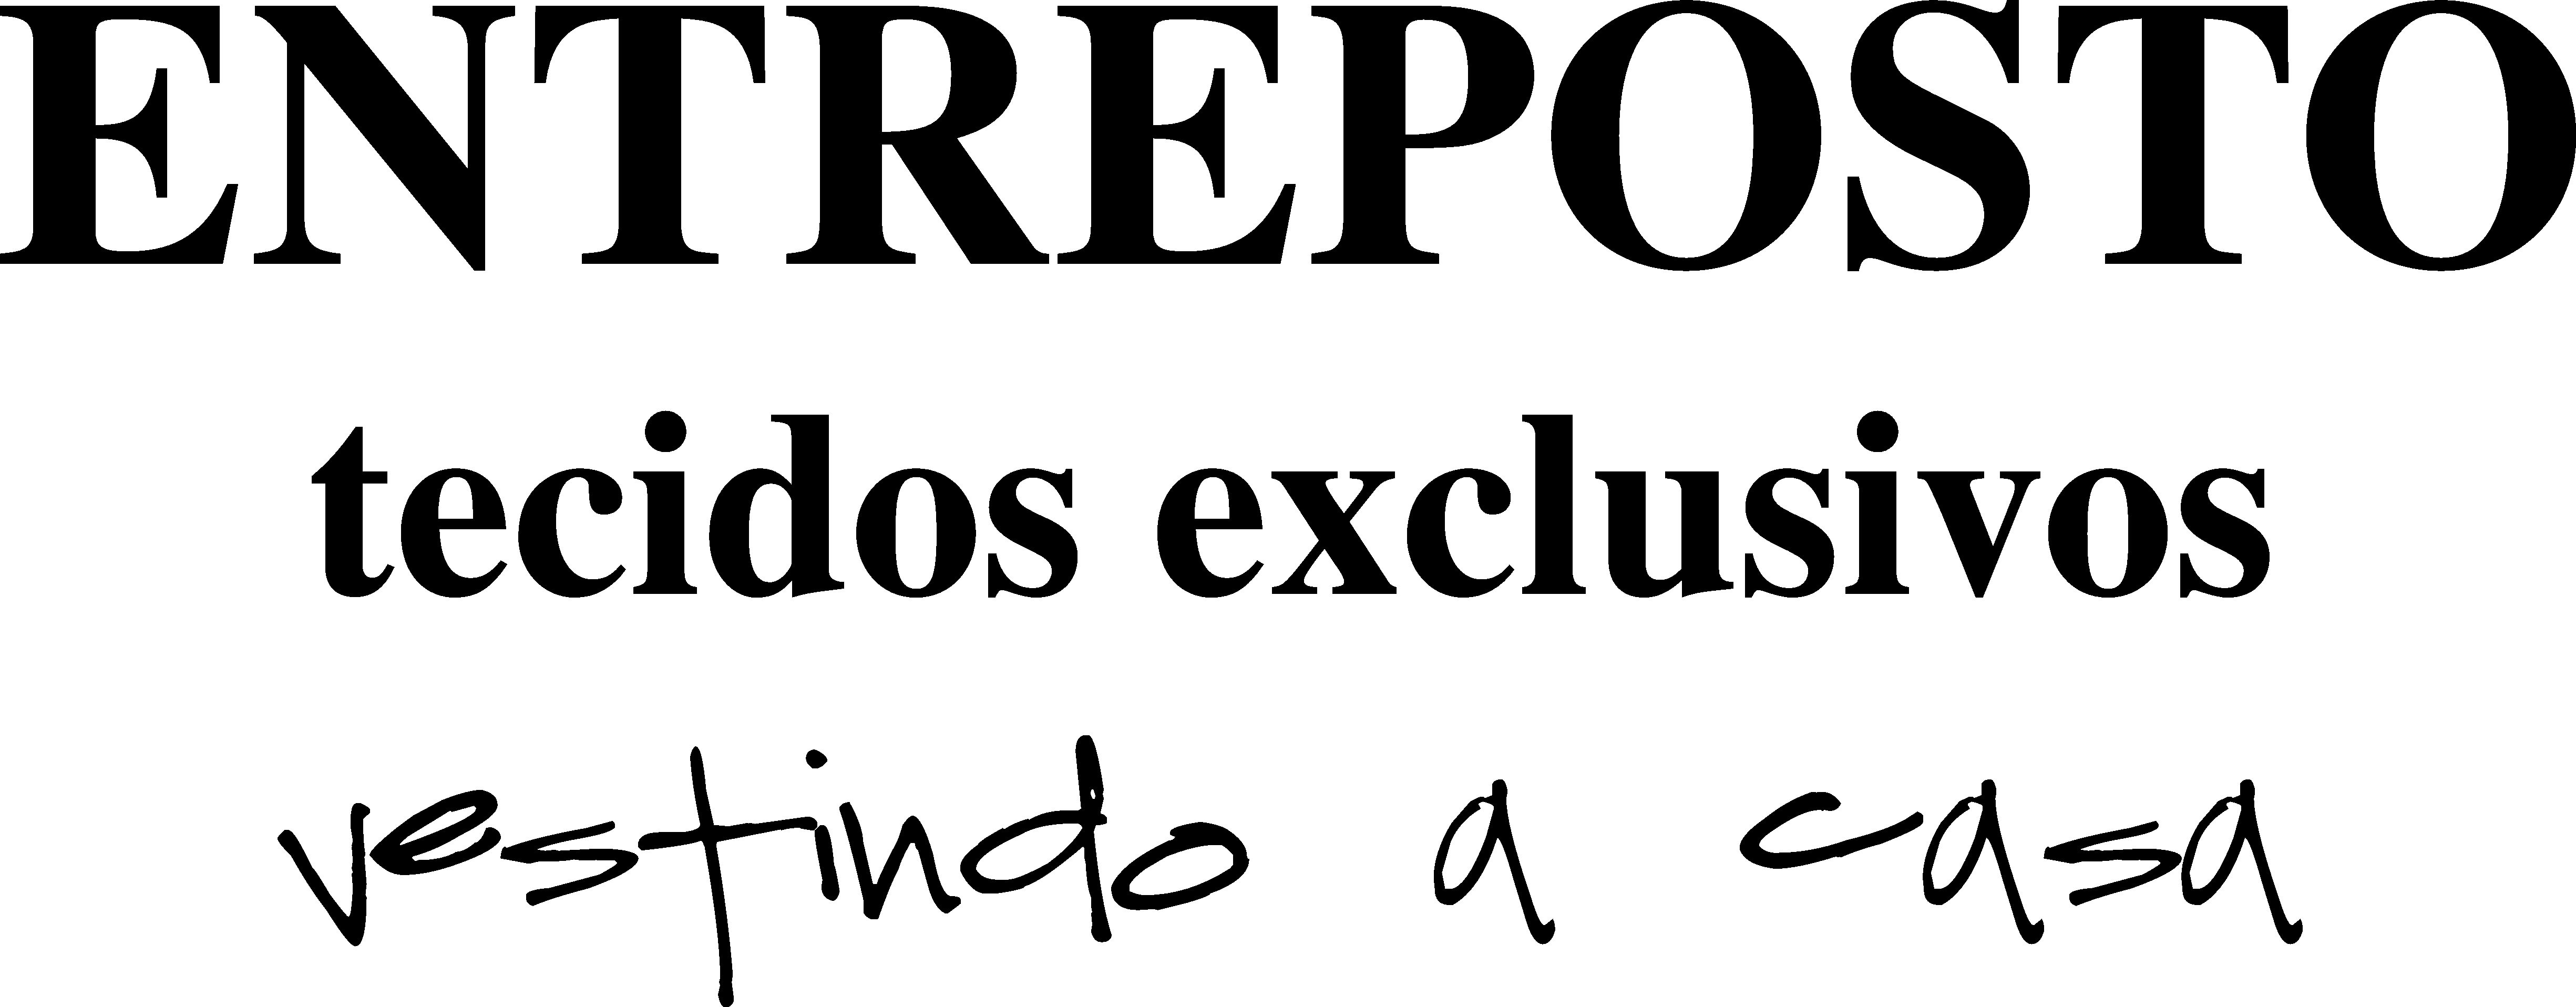 ENTREPOSTO
tecidos exclusivos
vestindo a casa